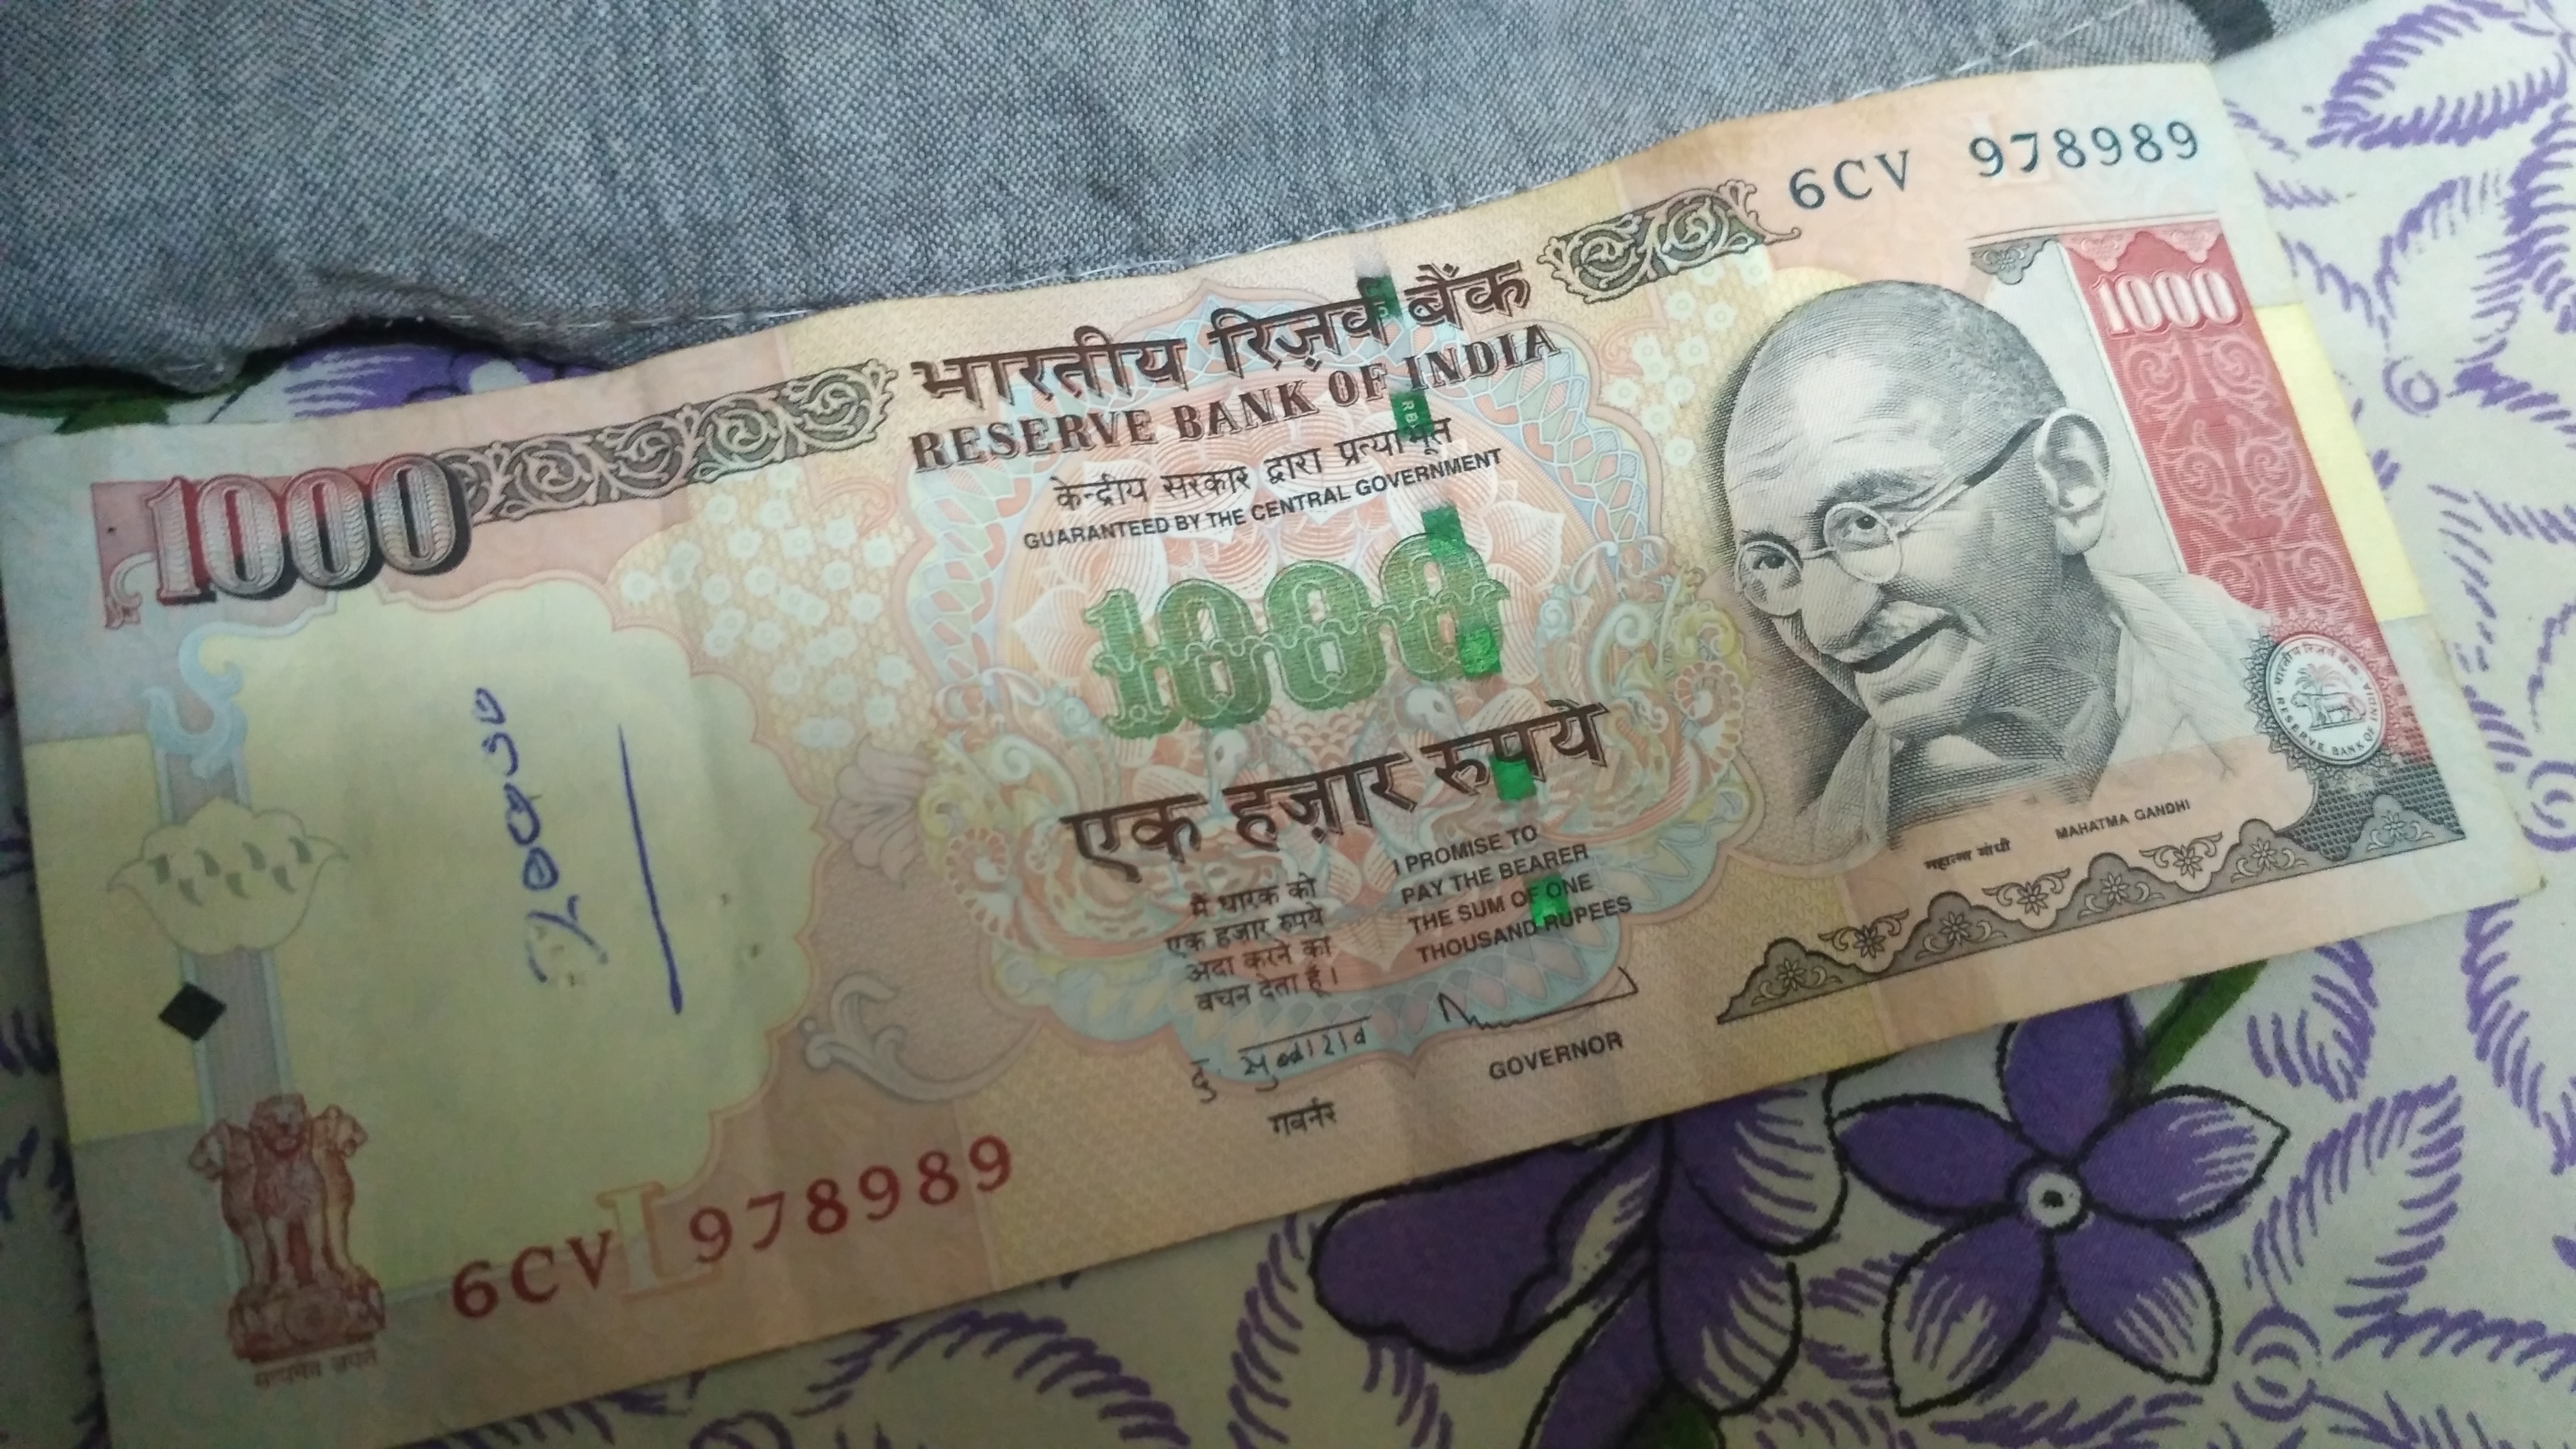 6CV 978989
भारतीय रिज़र्व बैंक
RESERVE BANK OF INDIA
केन्द्रीय सरकार द्वारा प्रत्याभूत
GUARANTEED BY THE CENTRAL GOVERNMENT
1000
1000
1000
RBI
एक हज़ार रुपये
मैं धारक को
एक हजार रुपये
अदा करने का
वचन देता हूँ।
I PROMISE TO
PAY THE BEARER
THE SUM OF ONE
THOUSAND RUPEES
गवर्नर
GOVERNOR
महात्मा गांधी
MAHATMA GANDHI
भारतीय रिज़र्व बैंक
RESERVE BANK OF INDIA
6CV L 978989
सत्यमेव जयते